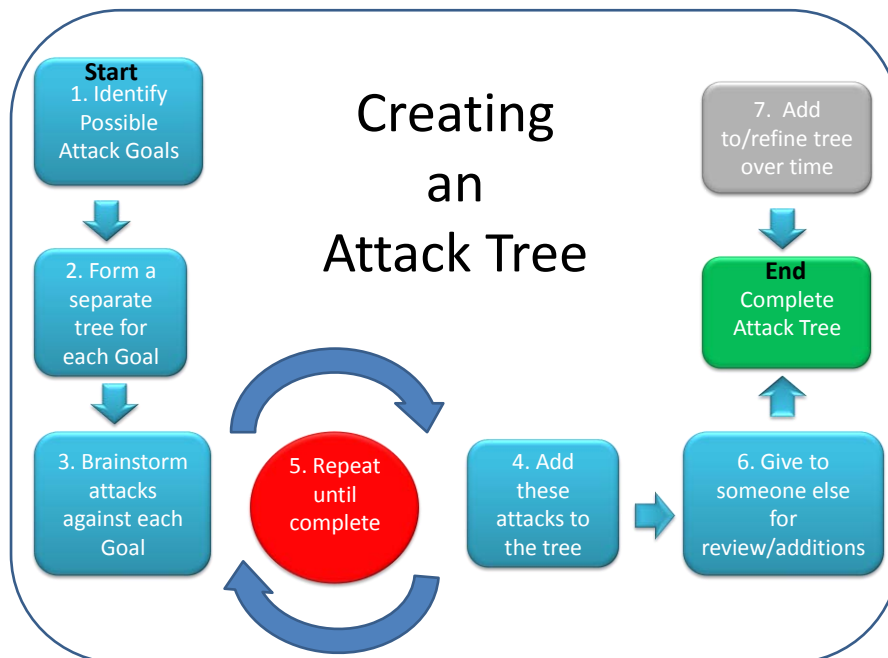 Creating
an
Attack Tree
Start
1. Identify
Possible
Attack Goals
2. Form a
separate
tree for
each Goal
3. Brainstorm
attacks
against each
Goal
5. Repeat
until
complete
4. Add
these
attacks to
the tree
6. Give to
someone else
for
review/additions
7. Add
to/refine tree
over time
End
Complete
Attack Tree